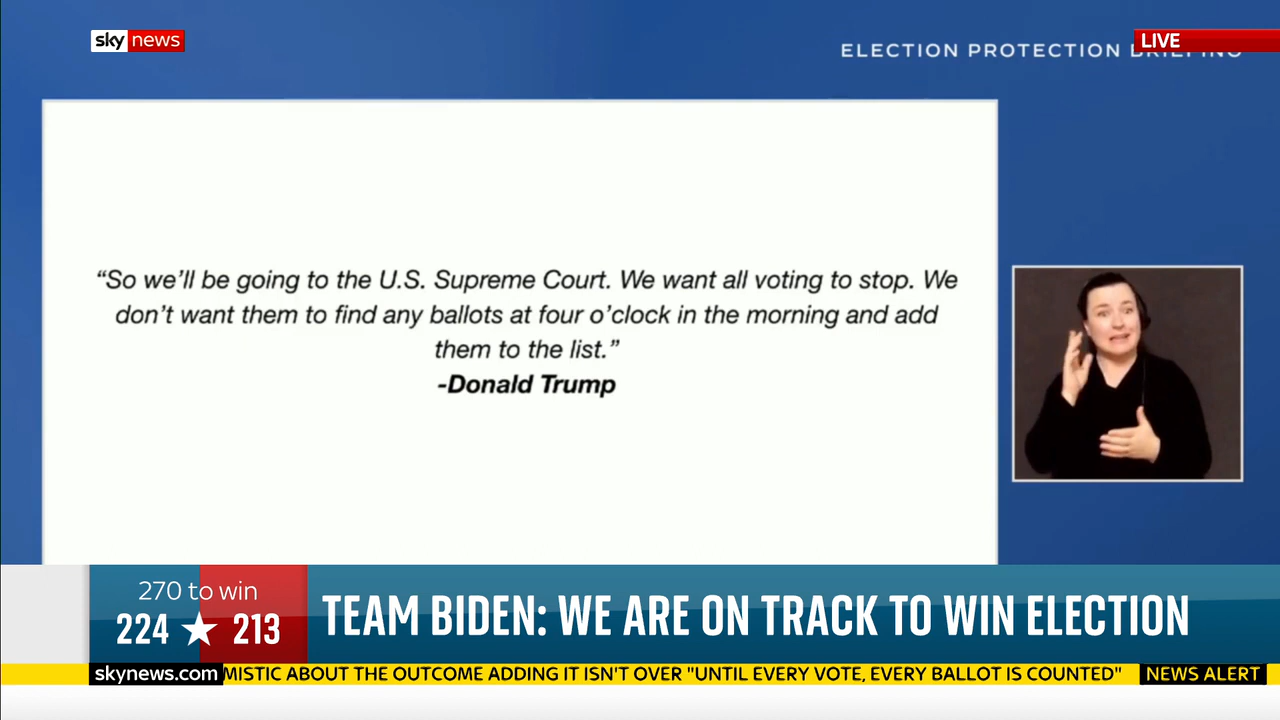 sky news
LIVE
ELECTION PROTECTION BRIEFING
“So we’ll be going to the U.S. Supreme Court. We want all voting to stop. We
don’t want them to find any ballots at four o’clock in the morning and add
them to the list.”
-Donald Trump
270 to win
224 ★ 213
TEAM BIDEN: WE ARE ON TRACK TO WIN ELECTION
skynews.com
MISTIC ABOUT THE OUTCOME ADDING IT ISN'T OVER "UNTIL EVERY VOTE, EVERY BALLOT IS COUNTED"
NEWS ALERT